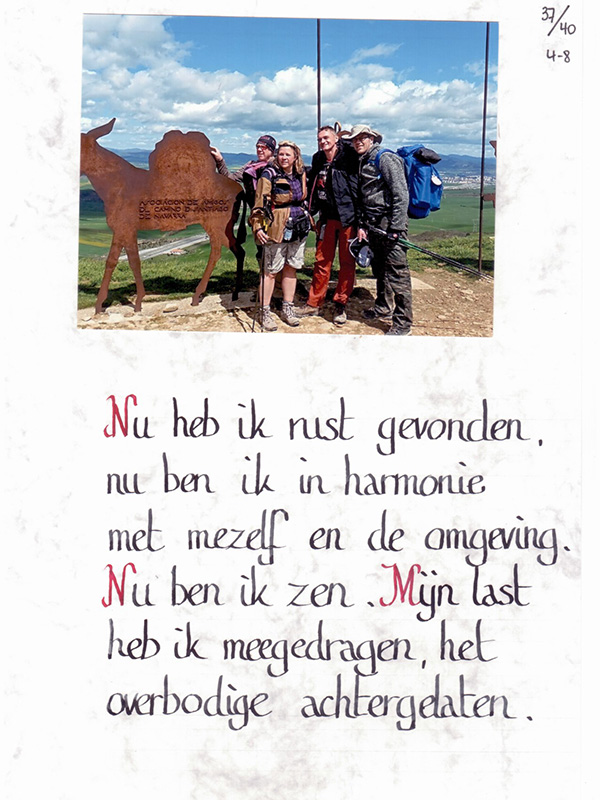 37/40
4-8
ASOCIACION DE AMIGOS
DEL CAMINO DE SANTIAGO
DE NAVARRA
Nu heb ik rust gevonden,
nu ben ik in harmonie
met mezelf en de omgeving.
Nu ben ik zen. Mijn last
heb ik meegedragen, het
overbodige achtergelaten.